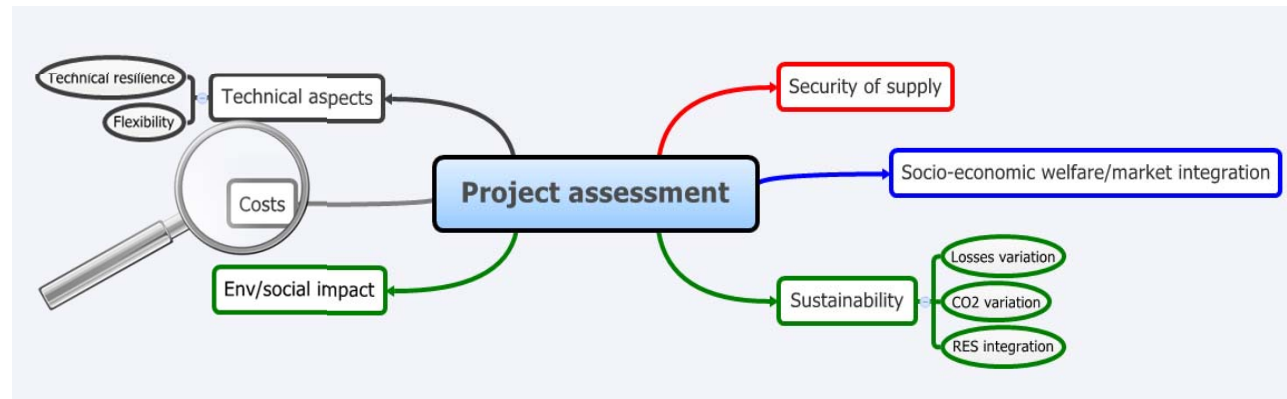 Technical resilience
Flexibility
Technical aspects
Costs
Env/social impact
Project assessment
Security of supply
Socio-economic welfare/market integration
Sustainability
Losses variation
CO2 variation
RES integration